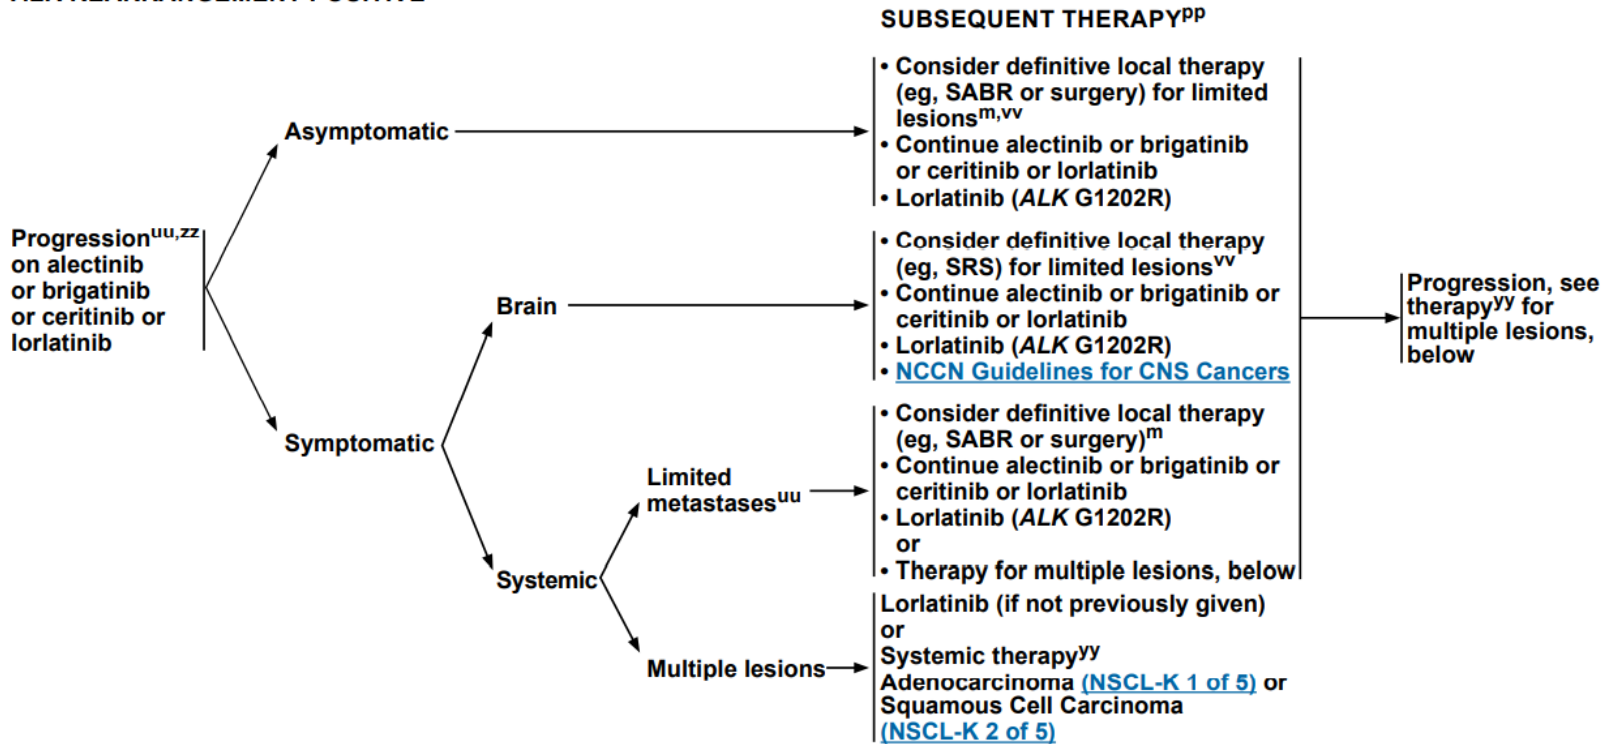 SUBSEQUENT THERAPYpp
Progressionuu,zz
on alectinib
or brigatinib
or ceritinib or
lorlatinib
Asymptomatic
• Consider definitive local therapy
(eg, SABR or surgery) for limited
lesionsm,vv
• Continue alectinib or brigatinib
or ceritinib or lorlatinib
• Lorlatinib (ALK G1202R)
Symptomatic
Brain
• Consider definitive local therapy
(eg, SRS) for limited lesionsvv
• Continue alectinib or brigatinib or
ceritinib or lorlatinib
• Lorlatinib (ALK G1202R)
• NCCN Guidelines for CNS Cancers
Systemic
Limited
metastasesuu
• Consider definitive local therapy
(eg, SABR or surgery)m
• Continue alectinib or brigatinib or
ceritinib or lorlatinib
• Lorlatinib (ALK G1202R)
or
• Therapy for multiple lesions, below
Multiple lesions
Lorlatinib (if not previously given)
or
Systemic therapyyy
Adenocarcinoma (NSCL-K 1 of 5) or
Squamous Cell Carcinoma
(NSCL-K 2 of 5)
Progression, see
therapyyy for
multiple lesions,
below